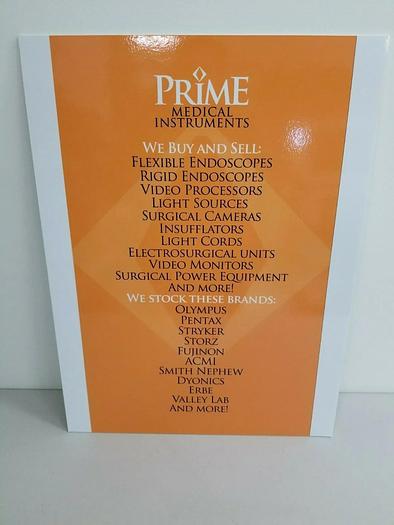 PRiME
MEDICAL
INSTRUMENTS
WE BUY AND SELL:
FLEXIBLE ENDOSCOPES
RIGID ENDOSCOPES
VIDEO PROCESSORS
LIGHT SOURCES
SURGICAL CAMERAS
INSUFFLATORS
LIGHT CORDS
ELECTROSURGICAL UNITS
VIDEO MONITORS
SURGICAL POWER EQUIPMENT
AND MORE!
WE STOCK THESE BRANDS:
OLYMPUS
PENTAX
STRYKER
STORZ
FUJINON
ACMI
SMITH NEPHEW
DYONICS
ERBE
VALLEY LAB
AND MORE!